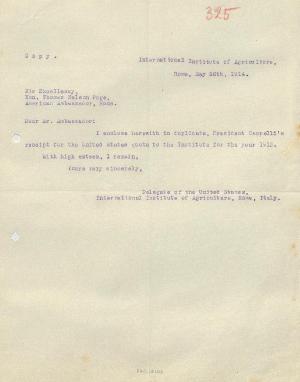 325
Copy.
International Institute of Agriculture,
Rome, May 26th, 1914.
His Excellency,
Hon. Thomas Nelson Page,
American Ambassador, Rome.
Dear Mr. Ambassador:
I enclose herewith in duplicate, President Cappelli's
receipt for the United States quota to the Institute for the year 1913.
With high esteem, I remain,
Yours very sincerely,
Delegate of the United States,
International Institute of Agriculture, Rome, Italy.